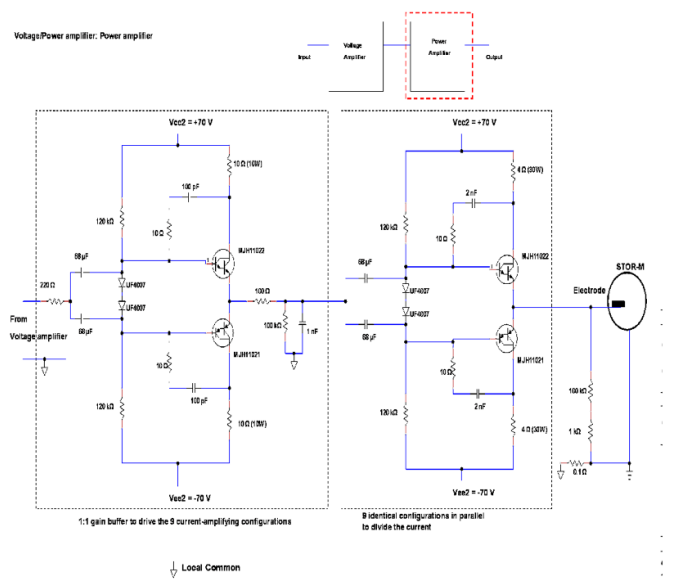 Voltage/Power amplifier: Power amplifier
Input
Voltage
Amplifier
Power
Amplifier
Output
Vcc2 = +70 V
10 Ω (10W)
100 pF
120 kΩ
10 Ω
68 µF
MJH11022
220 Ω
UF4007
UF4007
100 Ω
From
Voltage amplifier
68 µF
100 kΩ
1 nF
MJH11021
10 Ω
100 pF
120 kΩ
10 Ω (10W)
Vee2 = -70 V
1:1 gain buffer to drive the 9 current-amplifying configurations
Vcc2 = +70 V
4 Ω (30W)
2 nF
120 kΩ
10 Ω
68 µF
MJH11022
UF4007
UF4007
68 µF
MJH11021
10 Ω
2 nF
120 kΩ
4 Ω (30W)
Vee2 = -70 V
9 identical configurations in parallel
to divide the current
STOR-M
Electrode
100 kΩ
1 kΩ
0.1 Ω
Local Common